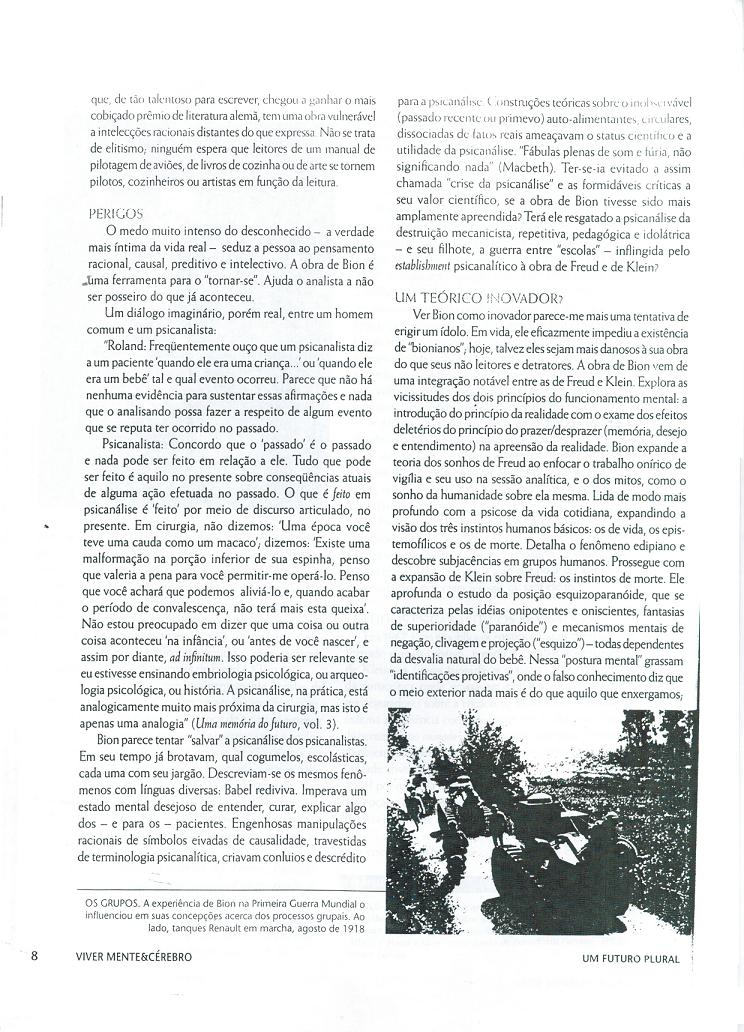 que, de tão talentoso para escrever, chegou a ganhar o mais
cobiçado prêmio de literatura alemã, tem uma obra vulnerável
a intelecções racionais distantes do que expressa. Não se trata
de elitismo; ninguém espera que leitores de um manual de
pilotagem de aviões, de livros de cozinha ou de arte se tornem
pilotos, cozinheiros ou artistas em função da leitura.
PERIGOS
O medo muito intenso do desconhecido – a verdade
mais íntima da vida real – seduz a pessoa ao pensamento
racional, causal, preditivo e intelectivo. A obra de Bion é
uma ferramenta para o "tornar-se". Ajuda o analista a não
ser posseiro do que já aconteceu.
Um diálogo imaginário, porém real, entre um homem
comum e um psicanalista:
"Roland: Freqüentemente ouço que um psicanalista diz
a um paciente 'quando ele era uma criança...' ou 'quando ele
era um bebê' tal e qual evento ocorreu. Parece que não há
nenhuma evidência para sustentar essas afirmações e nada
que o analisando possa fazer a respeito de algum evento
que se reputa ter ocorrido no passado.
Psicanalista: Concordo que o 'passado' é o passado
e nada pode ser feito em relação a ele. Tudo que pode
ser feito é aquilo no presente sobre conseqüências atuais
de alguma ação efetuada no passado. O que é feito em
psicanálise é 'feito' por meio de discurso articulado, no
presente. Em cirurgia, não dizemos: 'Uma época você
teve uma cauda como um macaco'; dizemos: 'Existe uma
malformação na porção inferior de sua espinha, penso
que valeria a pena para você permitir-me operá-lo. Penso
que você achará que podemos aliviá-lo e, quando acabar
o período de convalescença, não terá mais esta queixa'.
Não estou preocupado em dizer que uma coisa ou outra
coisa aconteceu 'na infância', ou 'antes de você nascer', e
assim por diante, ad infinitum. Isso poderia ser relevante se
eu estivesse ensinando embriologia psicológica, ou arqueo-
logia psicológica, ou história. A psicanálise, na prática, está
analogicamente muito mais próxima da cirurgia, mas isto é
apenas uma analogia" (Uma memória do futuro, vol. 3).
Bion parece tentar "salvar" a psicanálise dos psicanalistas.
Em seu tempo já brotavam, qual cogumelos, escolásticas,
cada uma com seu jargão. Descreviam-se os mesmos fenô-
menos com línguas diversas: Babel rediviva. Imperava um
estado mental desejoso de entender, curar, explicar algo
dos – e para os – pacientes. Engenhosas manipulações
racionais de símbolos eivadas de causalidade, travestidas
de terminologia psicanalítica, criavam conluios e descrédito
para a psicanálise. Construções teóricas sobre o inobservável
(passado recente ou primevo) auto-alimentantes, circulares,
dissociadas de fatos reais ameaçavam o status científico e a
utilidade da psicanálise. "Fábulas plenas de som e fúria, não
significando nada" (Macbeth). Ter-se-ia evitado a assim
chamada "crise da psicanálise" e as formidáveis críticas a
seu valor científico, se a obra de Bion tivesse sido mais
amplamente apreendida? Terá ele resgatado a psicanálise da
destruição mecanicista, repetitiva, pedagógica e idolátrica
– e seu filhote, a guerra entre "escolas" – inflingida pelo
establishment psicanalítico à obra de Freud e de Klein?
UM TEÓRICO INOVADOR?
Ver Bion como inovador parece-me mais uma tentativa de
erigir um ídolo. Em vida, ele eficazmente impediu a existência
de "bionianos"; hoje, talvez eles sejam mais danosos à sua obra
do que seus não leitores e detratores. A obra de Bion vem de
uma integração notável entre as de Freud e Klein. Explora as
vicissitudes dos dois princípios do funcionamento mental: a
introdução do princípio da realidade com o exame dos efeitos
deletérios do princípio do prazer/desprazer (memória, desejo
e entendimento) na apreensão da realidade. Bion expande a
teoria dos sonhos de Freud ao enfocar o trabalho onírico de
vigília e seu uso na sessão analítica, e o dos mitos, como o
sonho da humanidade sobre ela mesma. Lida de modo mais
profundo com a psicose da vida cotidiana, expandindo a
visão dos três instintos humanos básicos: os de vida, os epis-
temofílicos e os de morte. Detalha o fenômeno edipiano e
descobre subjacências em grupos humanos. Prossegue com
a expansão de Klein sobre Freud: os instintos de morte. Ele
aprofunda o estudo da posição esquizoparanóide, que se
caracteriza pelas idéias onipotentes e oniscientes, fantasias
de superioridade ("paranóide") e mecanismos mentais de
negação, clivagem e projeção ("esquizo") – todas dependentes
da desvalia natural do bebê. Nessa "postura mental" grassam
"identificações projetivas", onde o falso conhecimento diz que
o meio exterior nada mais é do que aquilo que enxergamos;
OS GRUPOS. A experiência de Bion na Primeira Guerra Mundial o
influenciou em suas concepções acerca dos processos grupais. Ao
lado, tanques Renault em marcha, agosto de 1918
8 VIVER MENTE&CÉREBRO
UM FUTURO PLURAL